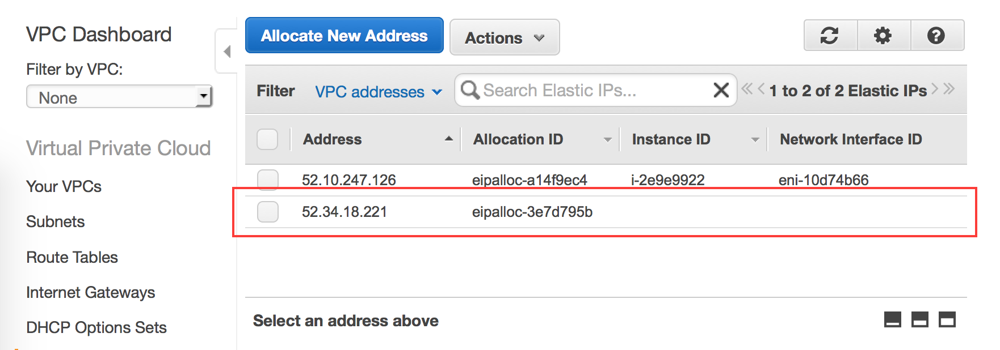 VPC Dashboard
Filter by VPC:
None
Virtual Private Cloud
Your VPCs
Subnets
Route Tables
Internet Gateways
DHCP Options Sets
Allocate New Address Actions
Filter VPC addresses Search Elastic IPs... 1 to 2 of 2 Elastic IPs
Address Allocation ID Instance ID Network Interface ID
52.10.247.126 eipalloc-a14f9ec4 i-2e9e9922 eni-10d74b66
52.34.18.221 eipalloc-3e7d795b
Select an address above